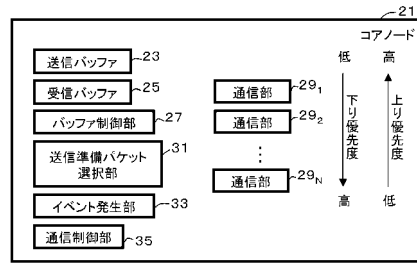 21
コアノード
送信バッファ 23
受信バッファ 25
バッファ制御部 27
送信準備パケット
選択部
31
イベント発生部 33
通信制御部 35
通信部 29₁
通信部 29₂
⋮
通信部 29N
低 高
下り優先度
上り優先度
高 低